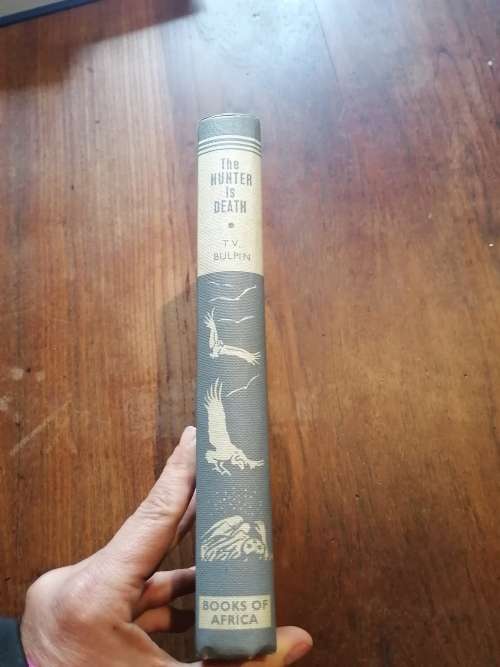 The
HUNTER
is
DEATH
T.V.
BULPIN
BOOKS OF
AFRICA